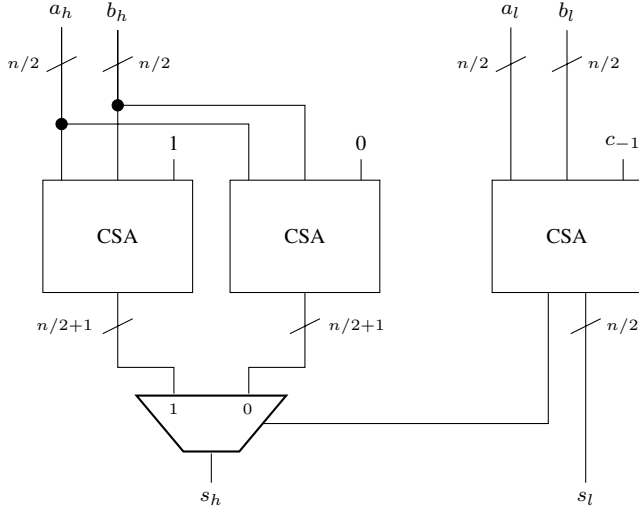 a_h b_h a_l b_l
n/2 n/2 n/2 n/2
1 0 c_{-1}
CSA CSA CSA
n/2+1 n/2+1 n/2
1 0
s_h s_l